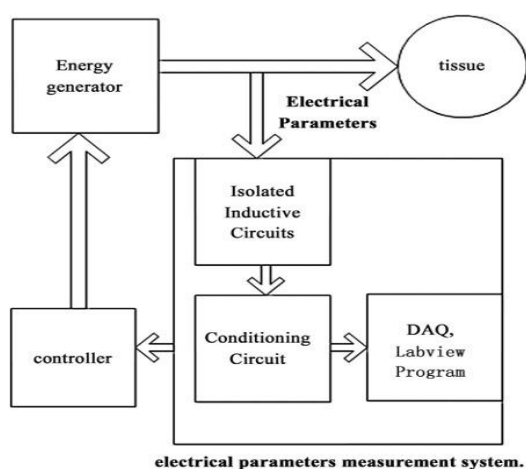 Energy
generator
tissue
Electrical
Parameters
Isolated
Inductive
Circuits
controller
Conditioning
Circuit
DAQ,
Labview
Program
electrical parameters measurement system.